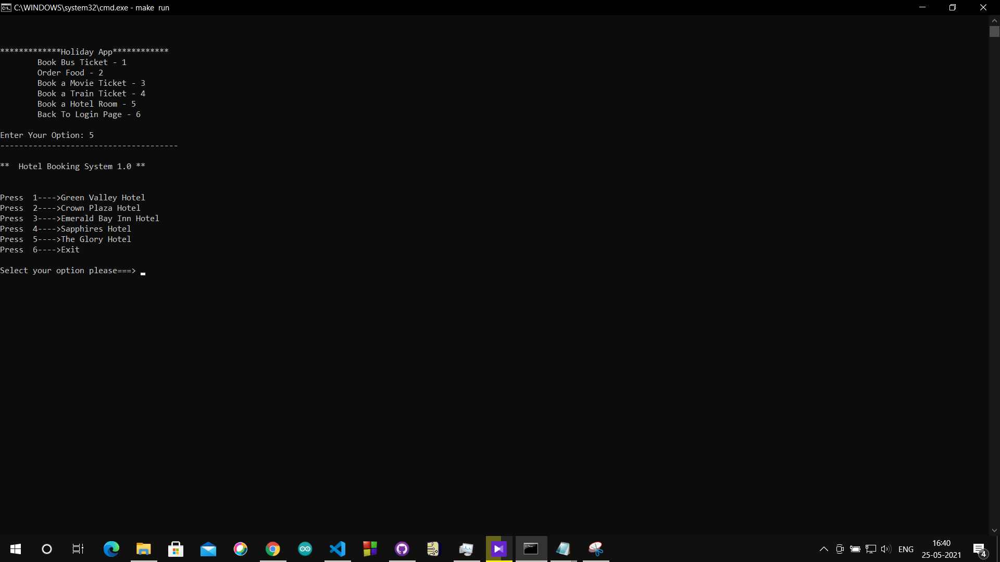 C:\WINDOWS\system32\cmd.exe - make  run
*************Holiday App************
Book Bus Ticket - 1
Order Food - 2
Book a Movie Ticket - 3
Book a Train Ticket - 4
Book a Hotel Room - 5
Back To Login Page - 6
Enter Your Option: 5
--------------------------------------
**  Hotel Booking System 1.0 **
Press  1---->Green Valley Hotel
Press  2---->Crown Plaza Hotel
Press  3---->Emerald Bay Inn Hotel
Press  4---->Sapphires Hotel
Press  5---->The Glory Hotel
Press  6---->Exit
Select your option please===>
ENG
16:40
25-05-2021
4